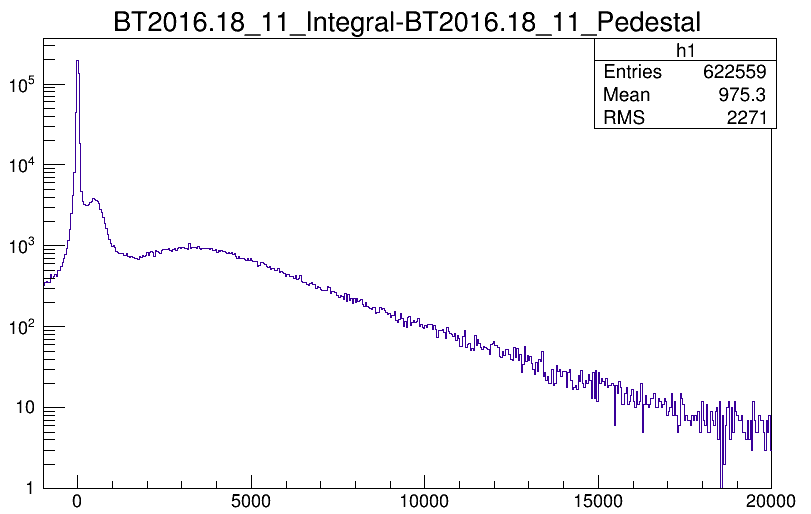 BT2016.18_11_Integral-BT2016.18_11_Pedestal
h1
Entries 622559
Mean 975.3
RMS 2271
10^5
10^4
10^3
10^2
10
1
0 5000 10000 15000 20000